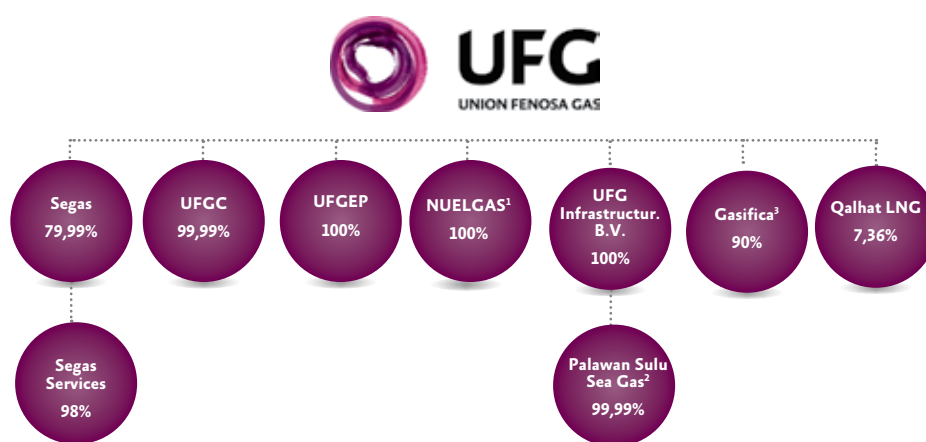 UFG
UNION FENOSA GAS
Segas
79,99%
UFGC
99,99%
UFGEP
100%
NUELGAS¹
100%
UFG
Infrastructur.
B.V.
100%
Gasifica³
90%
Qalhat LNG
7,36%
Segas
Services
98%
Palawan Sulu
Sea Gas²
99,99%